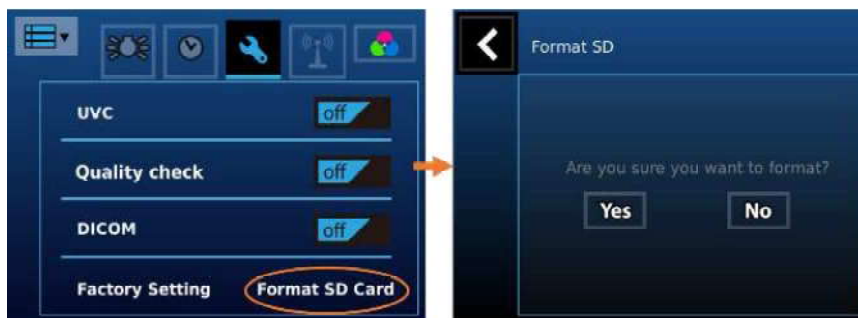 UVC off
Quality check off
DICOM off
Factory Setting Format SD Card
Format SD
Are you sure you want to format?
Yes No